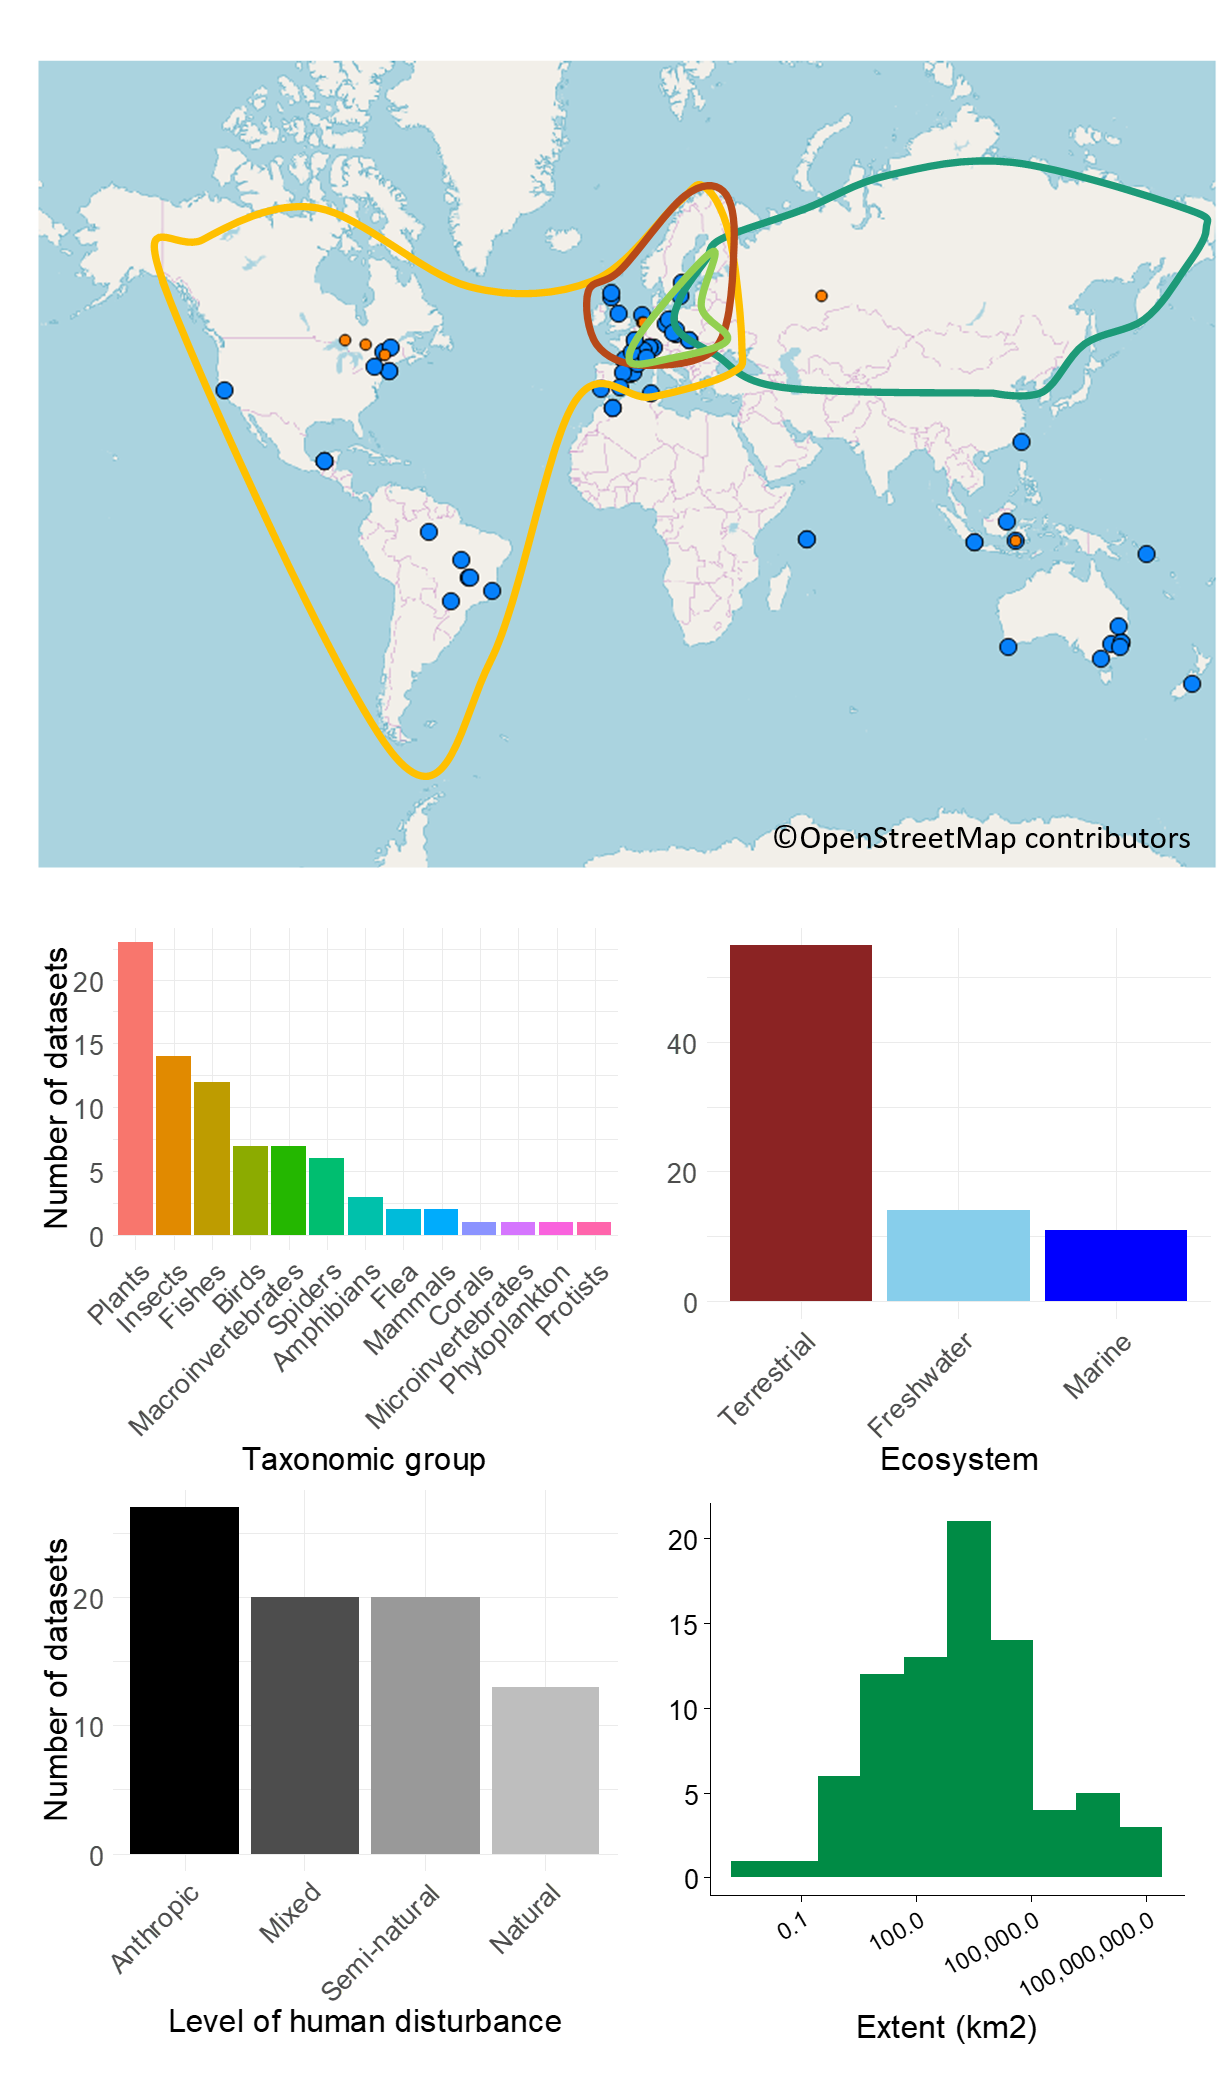 ©OpenStreetMap contributors
Number of datasets
20
15
10
5
0
Plants
Insects
Fishes
Birds
Macroinvertebrates
Spiders
Amphibians
Flea
Mammals
Corals
Microinvertebrates
Phytoplankton
Protists
Taxonomic group
40
20
0
Terrestrial
Freshwater
Marine
Ecosystem
Number of datasets
20
10
0
Anthropic
Mixed
Semi-natural
Natural
Level of human disturbance
20
15
10
5
0
0.1
100.0
100,000.0
100,000,000.0
Extent (km2)